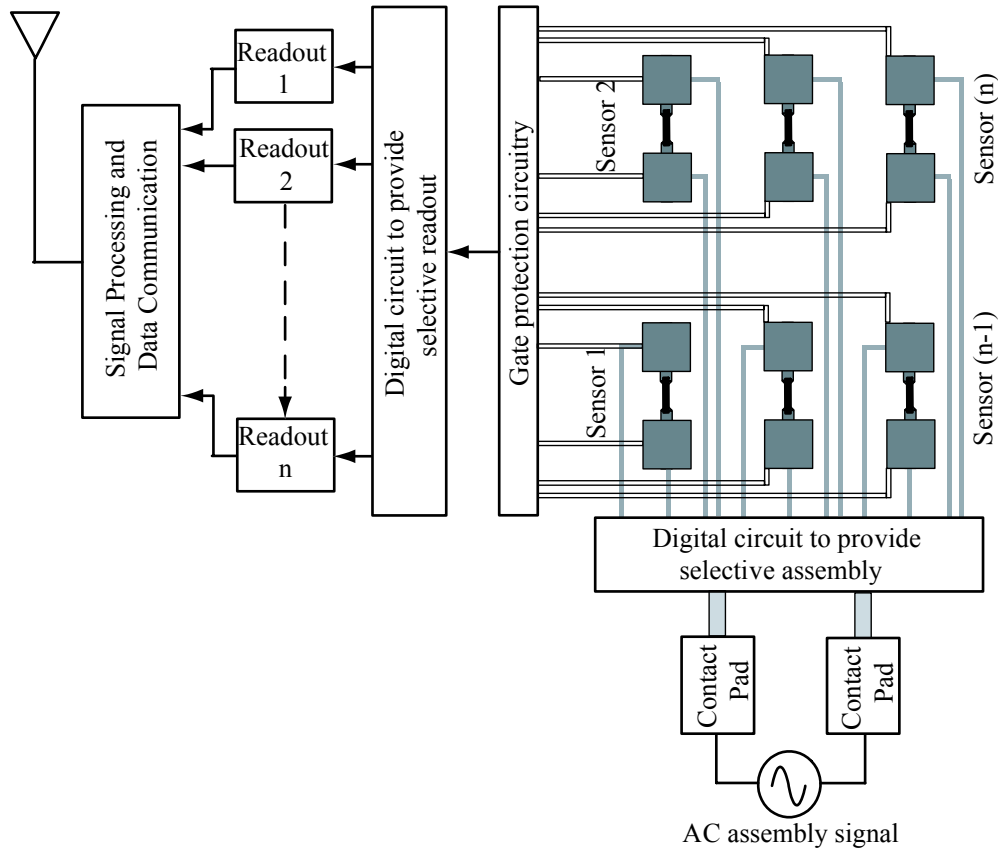 Readout
1
Readout
2
Readout
n
Signal Processing and
Data Communication
Digital circuit to provide
selective readout
Gate protection circuitry
Sensor 2
Sensor (n)
Sensor 1
Sensor (n-1)
Digital circuit to provide
selective assembly
Contact
Pad
Contact
Pad
AC assembly signal